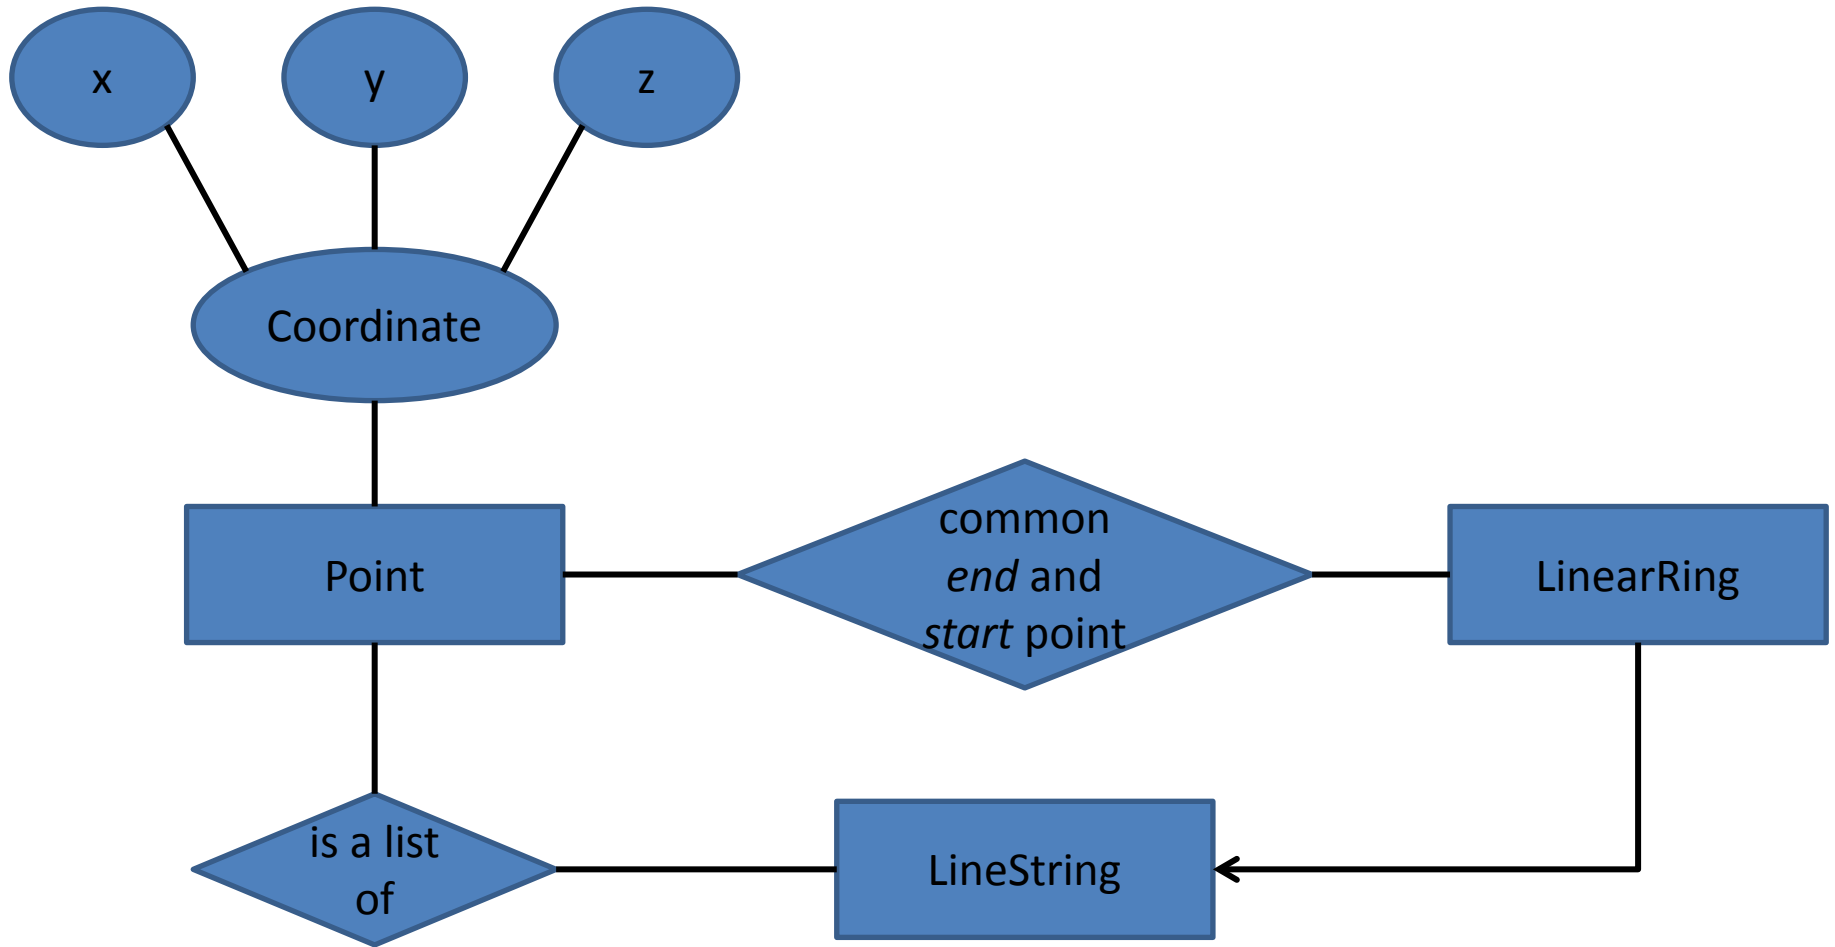 x
y
z
Coordinate
Point
common
end and
start point
LinearRing
is a list
of
LineString